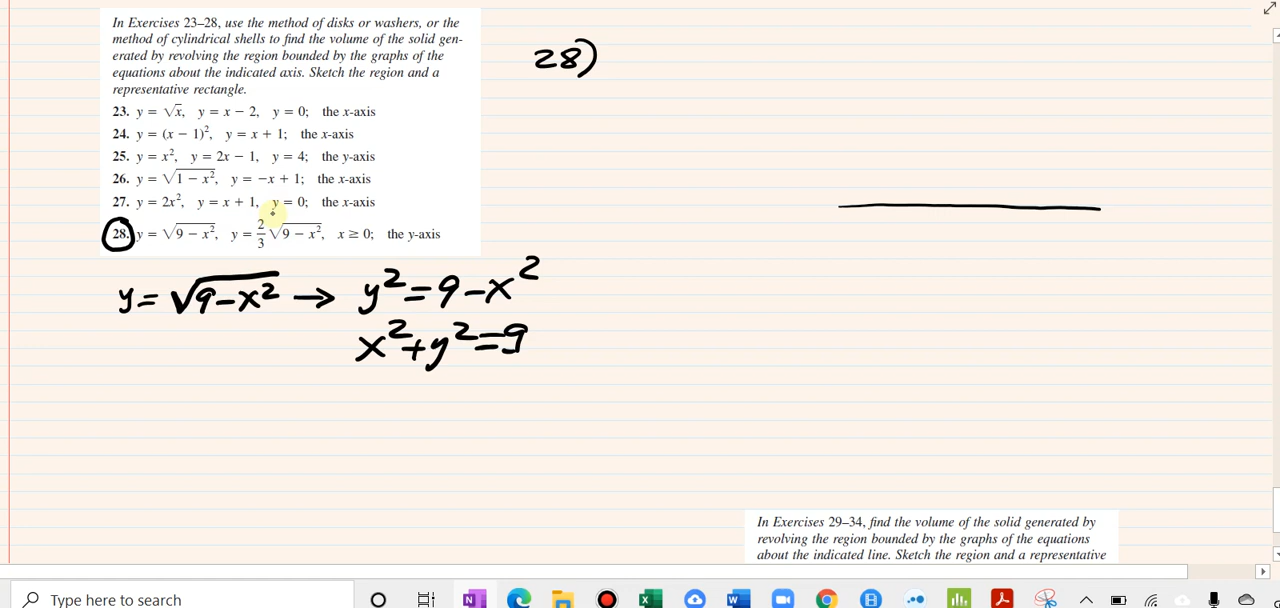 In Exercises 23–28, use the method of disks or washers, or the
method of cylindrical shells to find the volume of the solid gen-
erated by revolving the region bounded by the graphs of the
equations about the indicated axis. Sketch the region and a
representative rectangle.
23. y = √x, y = x − 2, y = 0; the x-axis
24. y = (x − 1)², y = x + 1; the x-axis
25. y = x², y = 2x − 1, y = 4; the y-axis
26. y = √(1 − x²), y = −x + 1; the x-axis
27. y = 2x², y = x + 1, y = 0; the x-axis
28. y = √(9 − x²), y = 2/3 √(9 − x²), x ≥ 0; the y-axis
28)
y = √(9−x²) → y² = 9 − x²
x² + y² = 9
In Exercises 29–34, find the volume of the solid generated by
revolving the region bounded by the graphs of the equations
about the indicated line. Sketch the region and a representative
Type here to search